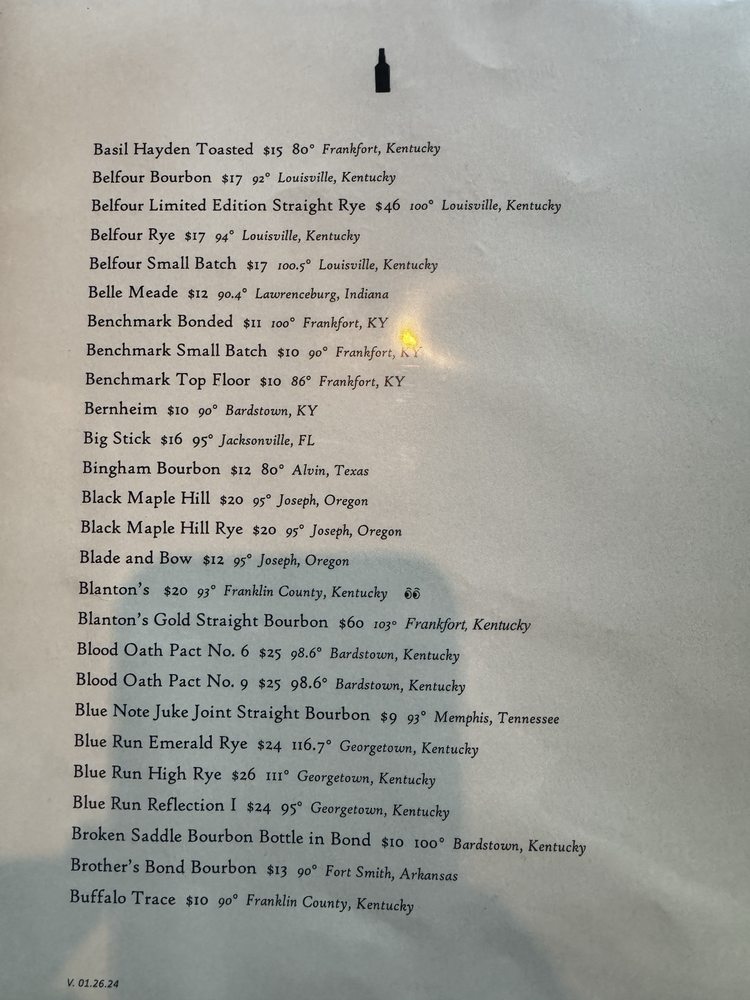 Basil Hayden Toasted $15 80° Frankfort, Kentucky
Belfour Bourbon $17 92° Louisville, Kentucky
Belfour Limited Edition Straight Rye $46 100° Louisville, Kentucky
Belfour Rye $17 94° Louisville, Kentucky
Belfour Small Batch $17 100.5° Louisville, Kentucky
Belle Meade $12 90.4° Lawrenceburg, Indiana
Benchmark Bonded $11 100° Frankfort, KY
Benchmark Small Batch $10 90° Frankfort, KY
Benchmark Top Floor $10 86° Frankfort, KY
Bernheim $10 90° Bardstown, KY
Big Stick $16 95° Jacksonville, FL
Bingham Bourbon $12 80° Alvin, Texas
Black Maple Hill $20 95° Joseph, Oregon
Black Maple Hill Rye $20 95° Joseph, Oregon
Blade and Bow $12 95° Joseph, Oregon
Blanton's $20 93° Franklin County, Kentucky
Blanton's Gold Straight Bourbon $60 103° Frankfort, Kentucky
Blood Oath Pact No. 6 $25 98.6° Bardstown, Kentucky
Blood Oath Pact No. 9 $25 98.6° Bardstown, Kentucky
Blue Note Juke Joint Straight Bourbon $9 93° Memphis, Tennessee
Blue Run Emerald Rye $24 116.7° Georgetown, Kentucky
Blue Run High Rye $26 111° Georgetown, Kentucky
Blue Run Reflection I $24 95° Georgetown, Kentucky
Broken Saddle Bourbon Bottle in Bond $10 100° Bardstown, Kentucky
Brother's Bond Bourbon $13 90° Fort Smith, Arkansas
Buffalo Trace $10 90° Franklin County, Kentucky
V. 01.26.24